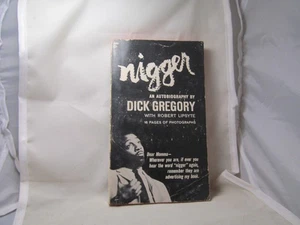 nigger
AN AUTOBIOGRAPHY BY
DICK GREGORY
WITH ROBERT LIPSYTE
16 PAGES OF PHOTOGRAPHS
Dear Momma—
Wherever you are, if ever you
hear the word "nigger" again,
remember they are
advertising my book.